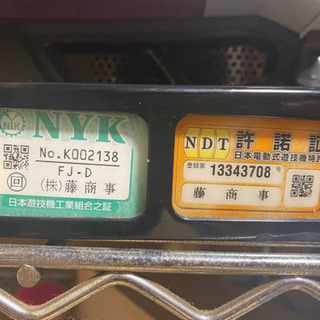 NYK
No.K002138
FJ-D
回 (株)藤商事
日本遊技機工業組合之証
NDT 許諾証
日本電動式遊技機特許
登録第 13343708 号
藤商事